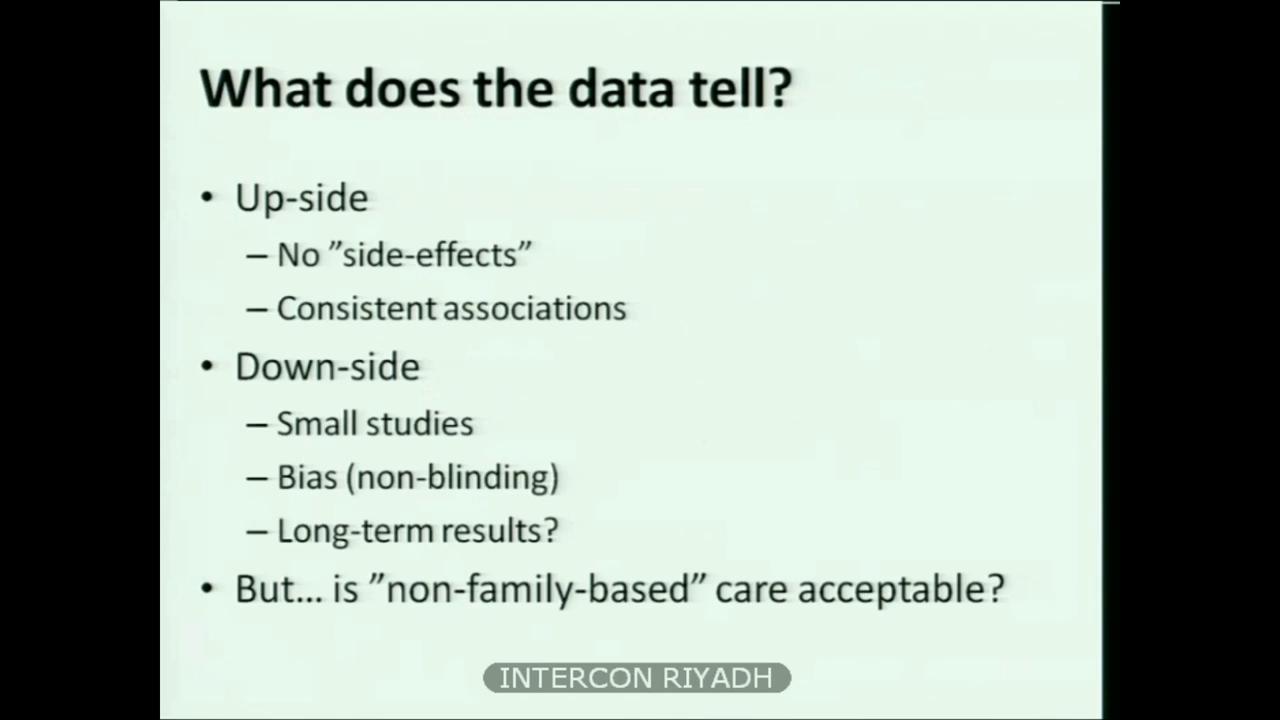 What does the data tell?
• Up-side
– No ”side-effects”
– Consistent associations
• Down-side
– Small studies
– Bias (non-blinding)
– Long-term results?
• But... is ”non-family-based” care acceptable?
INTERCON RIYADH